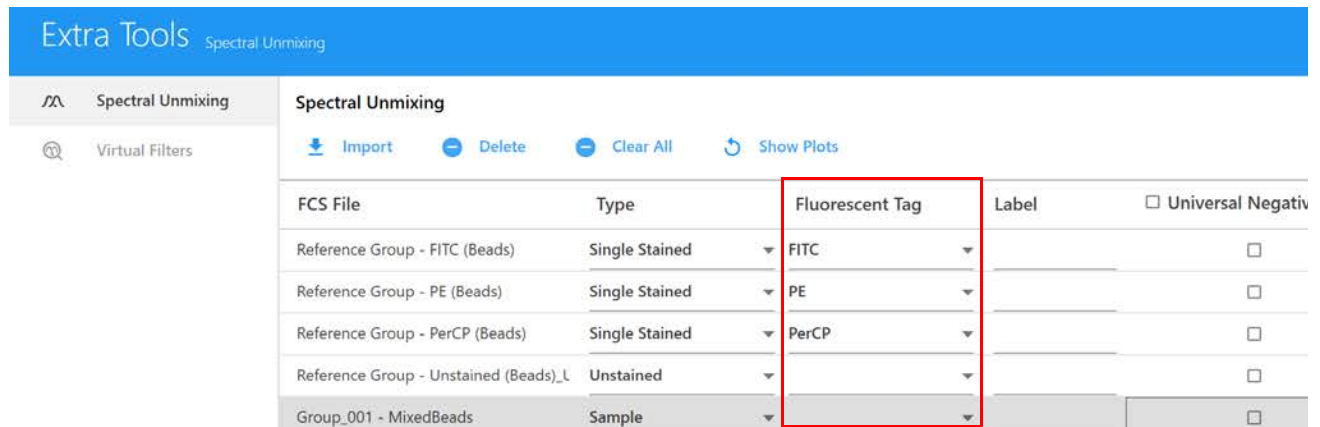 Extra Tools Spectral Unmixing
Spectral Unmixing
Virtual Filters
Spectral Unmixing
Import Delete Clear All Show Plots
FCS File Type Fluorescent Tag Label Universal Negativ
Reference Group - FITC (Beads) Single Stained FITC
Reference Group - PE (Beads) Single Stained PE
Reference Group - PerCP (Beads) Single Stained PerCP
Reference Group - Unstained (Beads)_U Unstained
Group_001 - MixedBeads Sample